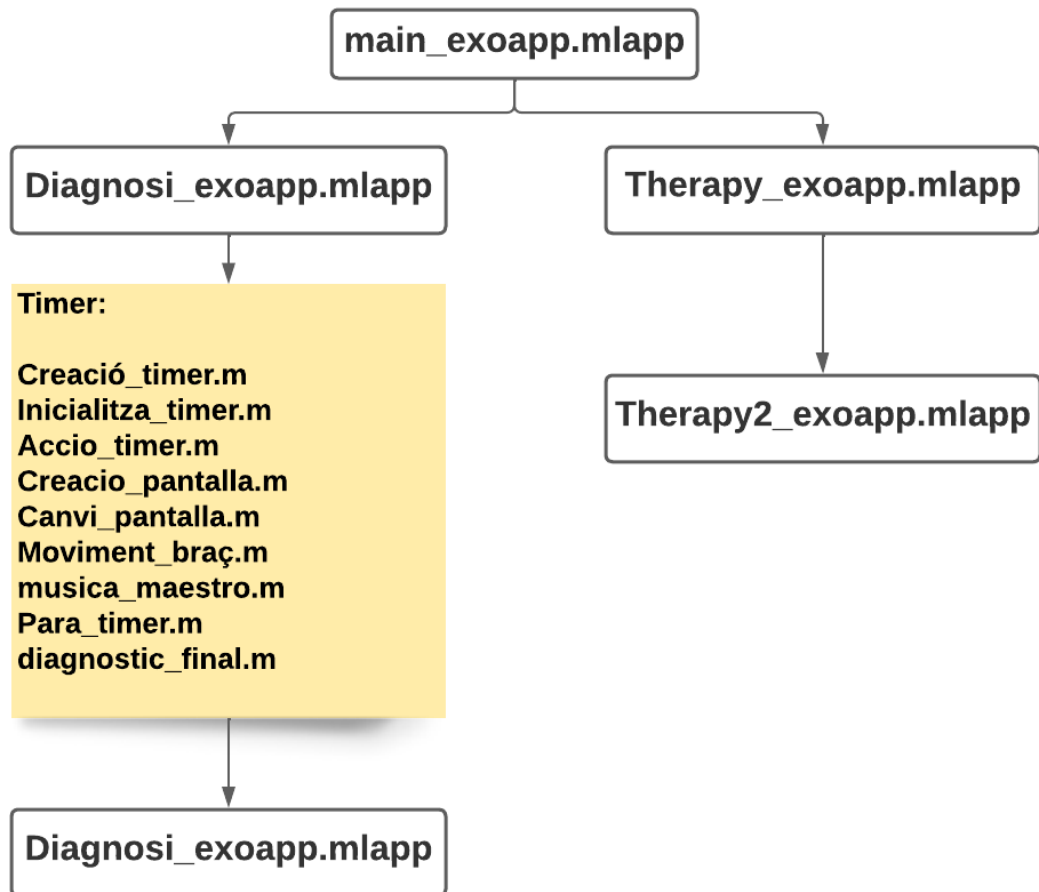 main_exoapp.mlapp
Diagnosi_exoapp.mlapp
Therapy_exoapp.mlapp
Timer:
Creació_timer.m
Inicialitza_timer.m
Accio_timer.m
Creacio_pantalla.m
Canvi_pantalla.m
Moviment_braç.m
musica_maestro.m
Para_timer.m
diagnostic_final.m
Therapy2_exoapp.mlapp
Diagnosi_exoapp.mlapp